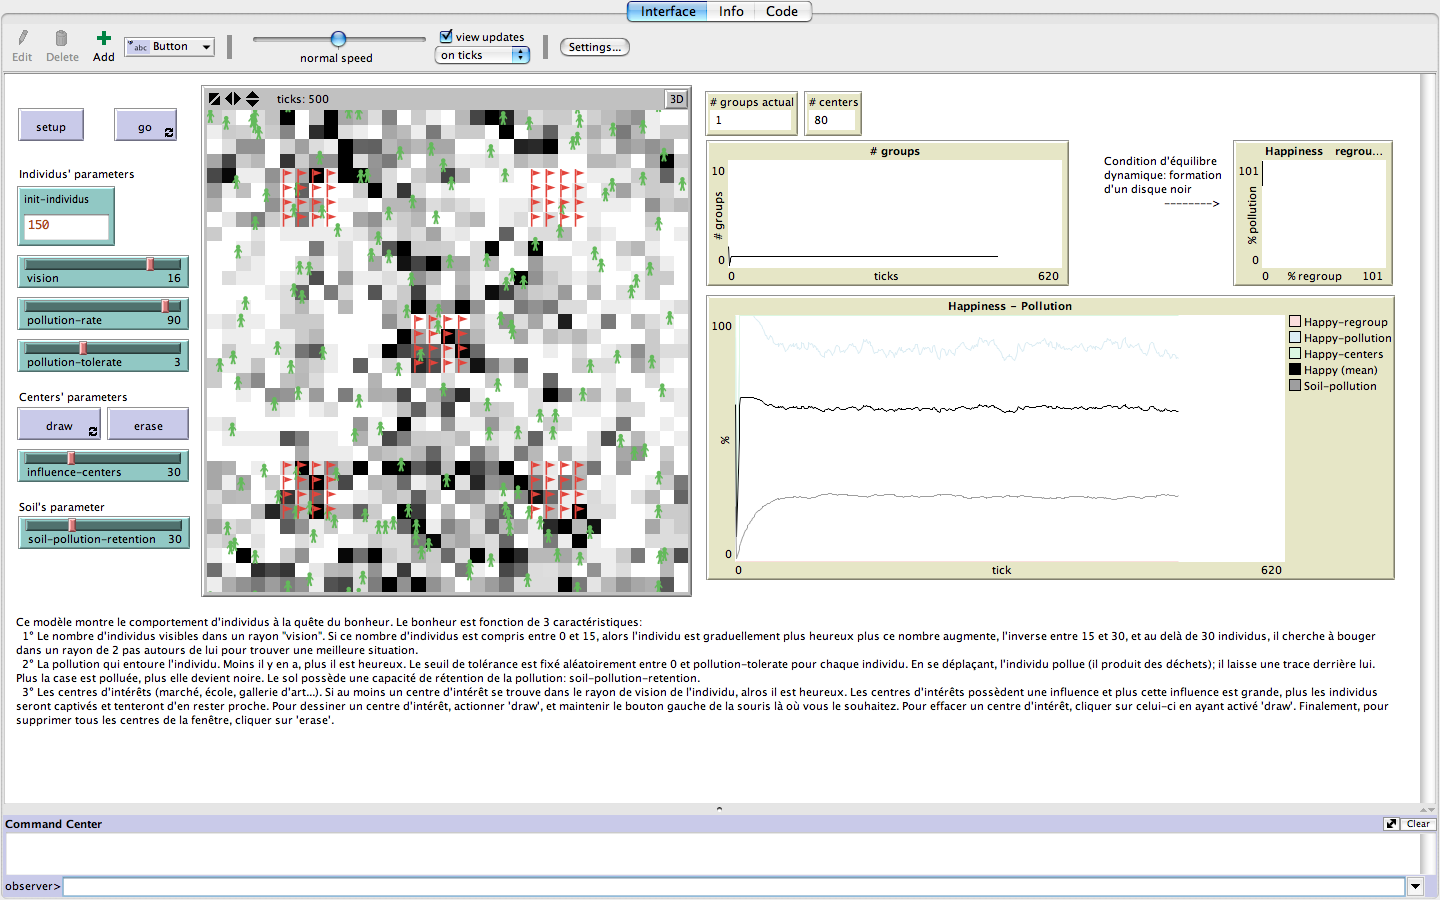 Interface Info Code
Edit Delete Add abc Button normal speed view updates on ticks Settings...
setup go
ticks: 500 3D
Individus' parameters
init-individus
150
vision 16
pollution-rate 90
pollution-tolerate 3
Centers' parameters
draw erase
influence-centers 30
Soil's parameter
soil-pollution-retention 30
# groups actual
1
# centers
80
# groups
10
# groups
0
0 ticks 620
Condition d'équilibre
dynamique: formation
d'un disque noir
-------->
Happiness regrou...
101
% pollution
0
0 % regroup 101
Happiness - Pollution
100
%
0
0 tick 620
Happy-regroup
Happy-pollution
Happy-centers
Happy (mean)
Soil-pollution
Ce modèle montre le comportement d'individus à la quête du bonheur. Le bonheur est fonction de 3 caractéristiques:
1° Le nombre d'individus visibles dans un rayon "vision". Si ce nombre d'individus est compris entre 0 et 15, alors l'individu est graduellement plus heureux plus ce nombre augmente, l'inverse entre 15 et 30, et au delà de 30 individus, il cherche à bouger
dans un rayon de 2 pas autours de lui pour trouver une meilleure situation.
2° La pollution qui entoure l'individu. Moins il y en a, plus il est heureux. Le seuil de tolérance est fixé aléatoirement entre 0 et pollution-tolerate pour chaque individu. En se déplaçant, l'individu pollue (il produit des déchets); il laisse une trace derrière lui.
Plus la case est polluée, plus elle devient noire. Le sol possède une capacité de rétention de la pollution: soil-pollution-retention.
3° Les centres d'intérêts (marché, école, gallerie d'art...). Si au moins un centre d'intérêt se trouve dans le rayon de vision de l'individu, alros il est heureux. Les centres d'intérêts possèdent une influence et plus cette influence est grande, plus les individus
seront captivés et tenteront d'en rester proche. Pour dessiner un centre d'intérêt, actionner 'draw', et maintenir le bouton gauche de la souris là où vous le souhaitez. Pour effacer un centre d'intérêt, cliquer sur celui-ci en ayant activé 'draw'. Finalement, pour
supprimer tous les centres de la fenêtre, cliquer sur 'erase'.
Command Center Clear
observer>